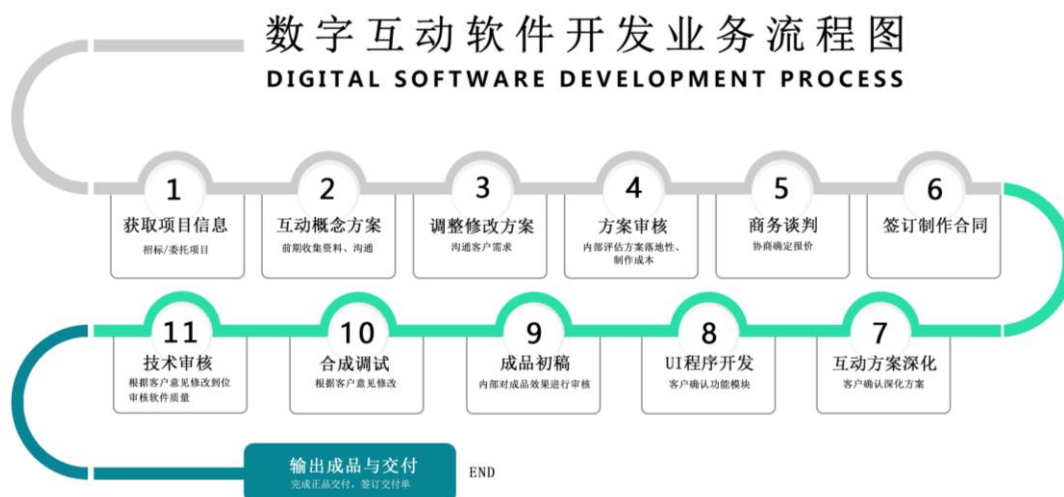 数字互动软件开发业务流程图
DIGITAL SOFTWARE DEVELOPMENT PROCESS
1
获取项目信息
招标/委托项目
2
互动概念方案
前期收集资料、沟通
3
调整修改方案
沟通客户需求
4
方案审核
内部评估方案落地性、
制作成本
5
商务谈判
协商确定报价
6
签订制作合同
7
互动方案深化
客户确认深化方案
8
UI程序开发
客户确认功能模块
9
成品初稿
内部对成品效果进行审核
10
合成调试
根据客户意见修改
11
技术审核
根据客户意见修改到位
审核软件质量
输出成品与交付
完成正品交付，签订交付单
END